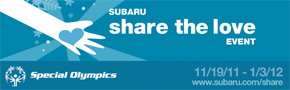 SUBARU
share the love
EVENT
Special Olympics
11/19/11 - 1/3/12
www.subaru.com/share